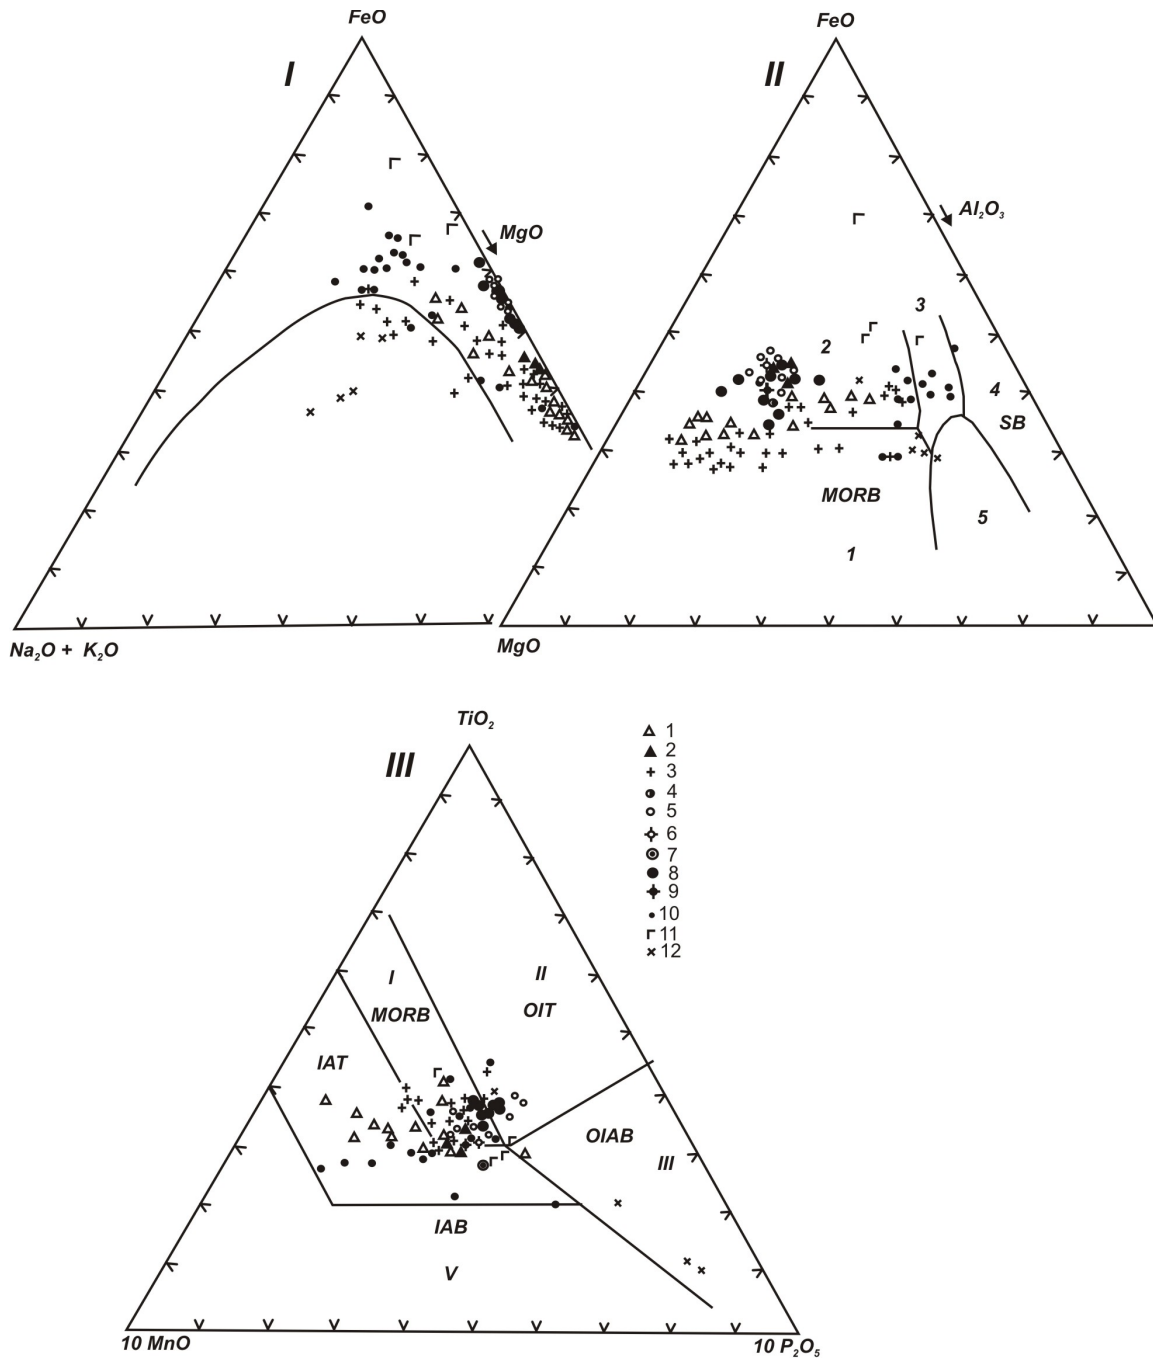 FeO
I
MgO
Na₂O + K₂O
FeO
II
Al₂O₃
3
2
4
SB
MORB
5
1
MgO
TiO₂
III
1
2
3
4
5
6
7
8
9
10
11
12
I
II
MORB
OIT
IAT
OIAB
III
IAB
V
10 MnO
10 P₂O₅